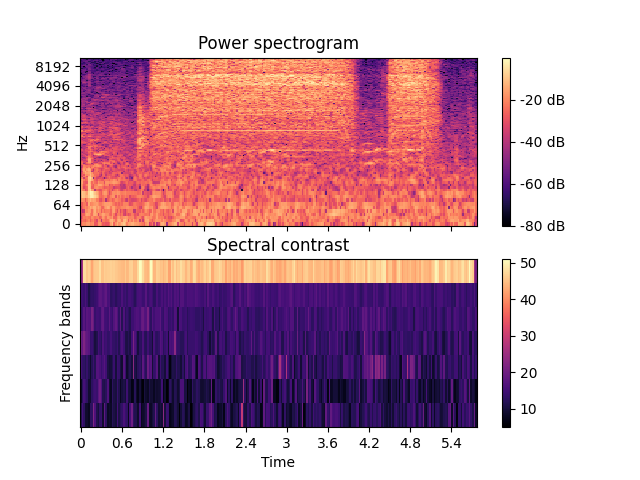 Power spectrogram
Hz
8192
4096
2048
1024
512
256
128
64
0
-20 dB
-40 dB
-60 dB
-80 dB
Spectral contrast
Frequency bands
50
40
30
20
10
0 0.6 1.2 1.8 2.4 3 3.6 4.2 4.8 5.4
Time